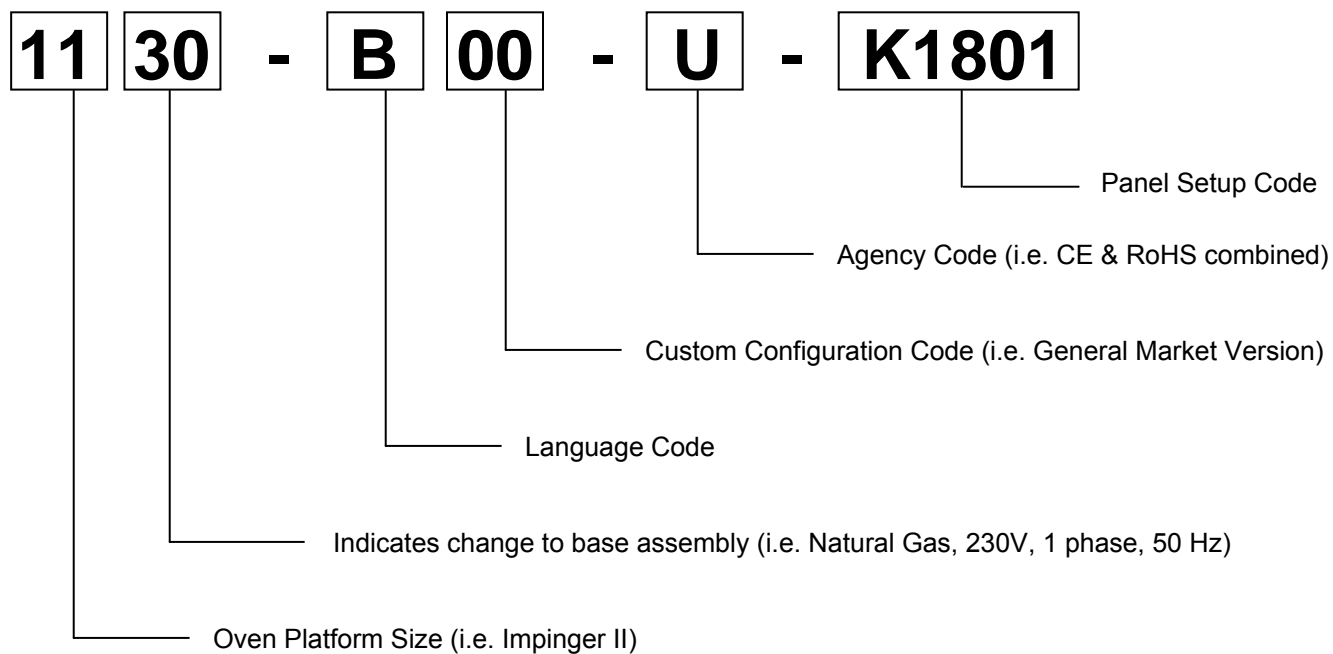 11 30 - B 00 - U - K1801
Panel Setup Code
Agency Code (i.e. CE & RoHS combined)
Custom Configuration Code (i.e. General Market Version)
Language Code
Indicates change to base assembly (i.e. Natural Gas, 230V, 1 phase, 50 Hz)
Oven Platform Size (i.e. Impinger II)